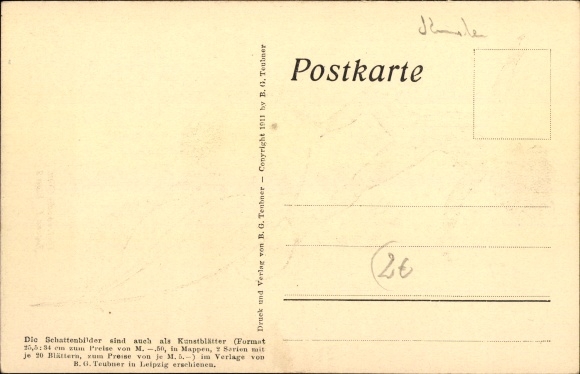 Postkarte
Druck und Verlag von B. G. Teubner – Copyright 1911 by B. G. Teubner
2€
Die Schattenbilder sind auch als Kunstblätter (Format
25,5 : 34 cm zum Preise von M. –.50, in Mappen, 2 Serien mit
je 20 Blättern, zum Preise von je M. 5.–) im Verlage von
B. G. Teubner in Leipzig erschienen.